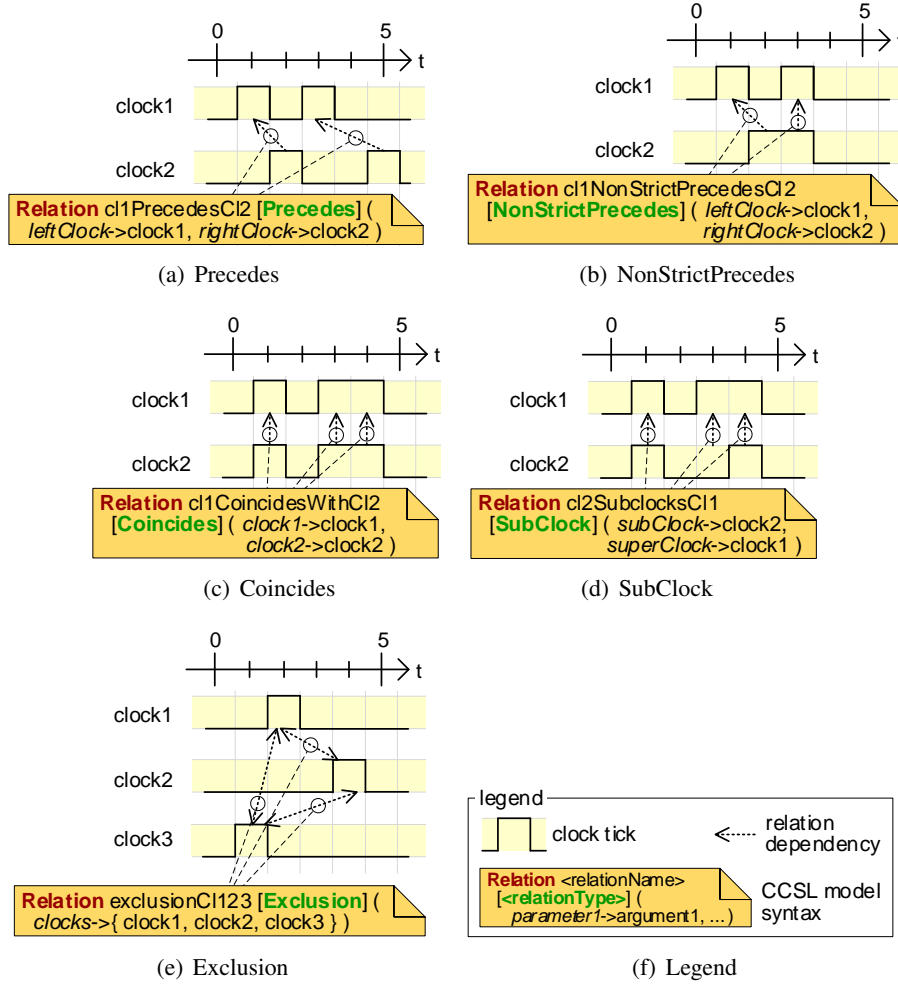 0 5
t
clock1
clock2
Relation cl1PrecedesCl2 [Precedes] (
leftClock->clock1, rightClock->clock2 )
(a) Precedes
0 5
t
clock1
clock2
Relation cl1NonStrictPrecedesCl2
[NonStrictPrecedes] ( leftClock->clock1,
rightClock->clock2 )
(b) NonStrictPrecedes
0 5
t
clock1
clock2
Relation cl1CoincidesWithCl2
[Coincides] ( clock1->clock1,
clock2->clock2 )
(c) Coincides
0 5
t
clock1
clock2
Relation cl2SubclocksCl1
[SubClock] ( subClock->clock2,
superClock->clock1 )
(d) SubClock
0 5
t
clock1
clock2
clock3
Relation exclusionCl123 [Exclusion] (
clocks->{ clock1, clock2, clock3 } )
(e) Exclusion
legend
clock tick
relation
dependency
Relation <relationName>
[<relationType>] (
parameter1->argument1, ...)
CCSL model
syntax
(f) Legend